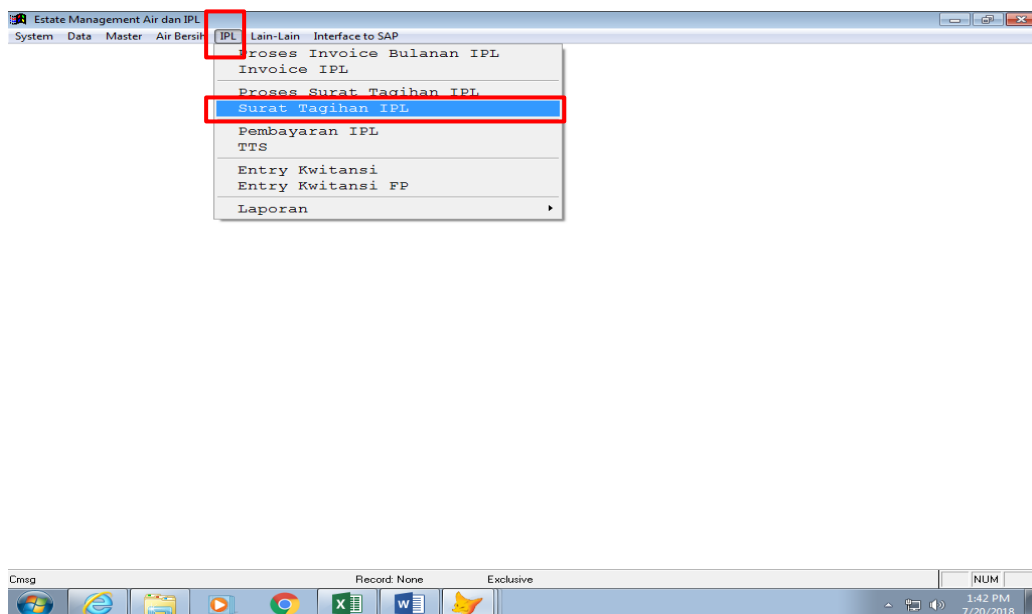 Estate Management Air dan IPL
System Data Master Air Bersih IPL Lain-Lain Interface to SAP
Proses Invoice Bulanan IPL
Invoice IPL
Proses Surat Tagihan IPL
Surat Tagihan IPL
Pembayaran IPL
TTS
Entry Kwitansi
Entry Kwitansi FP
Laporan
Cmsg Record: None Exclusive NUM
1:42 PM
7/20/2018